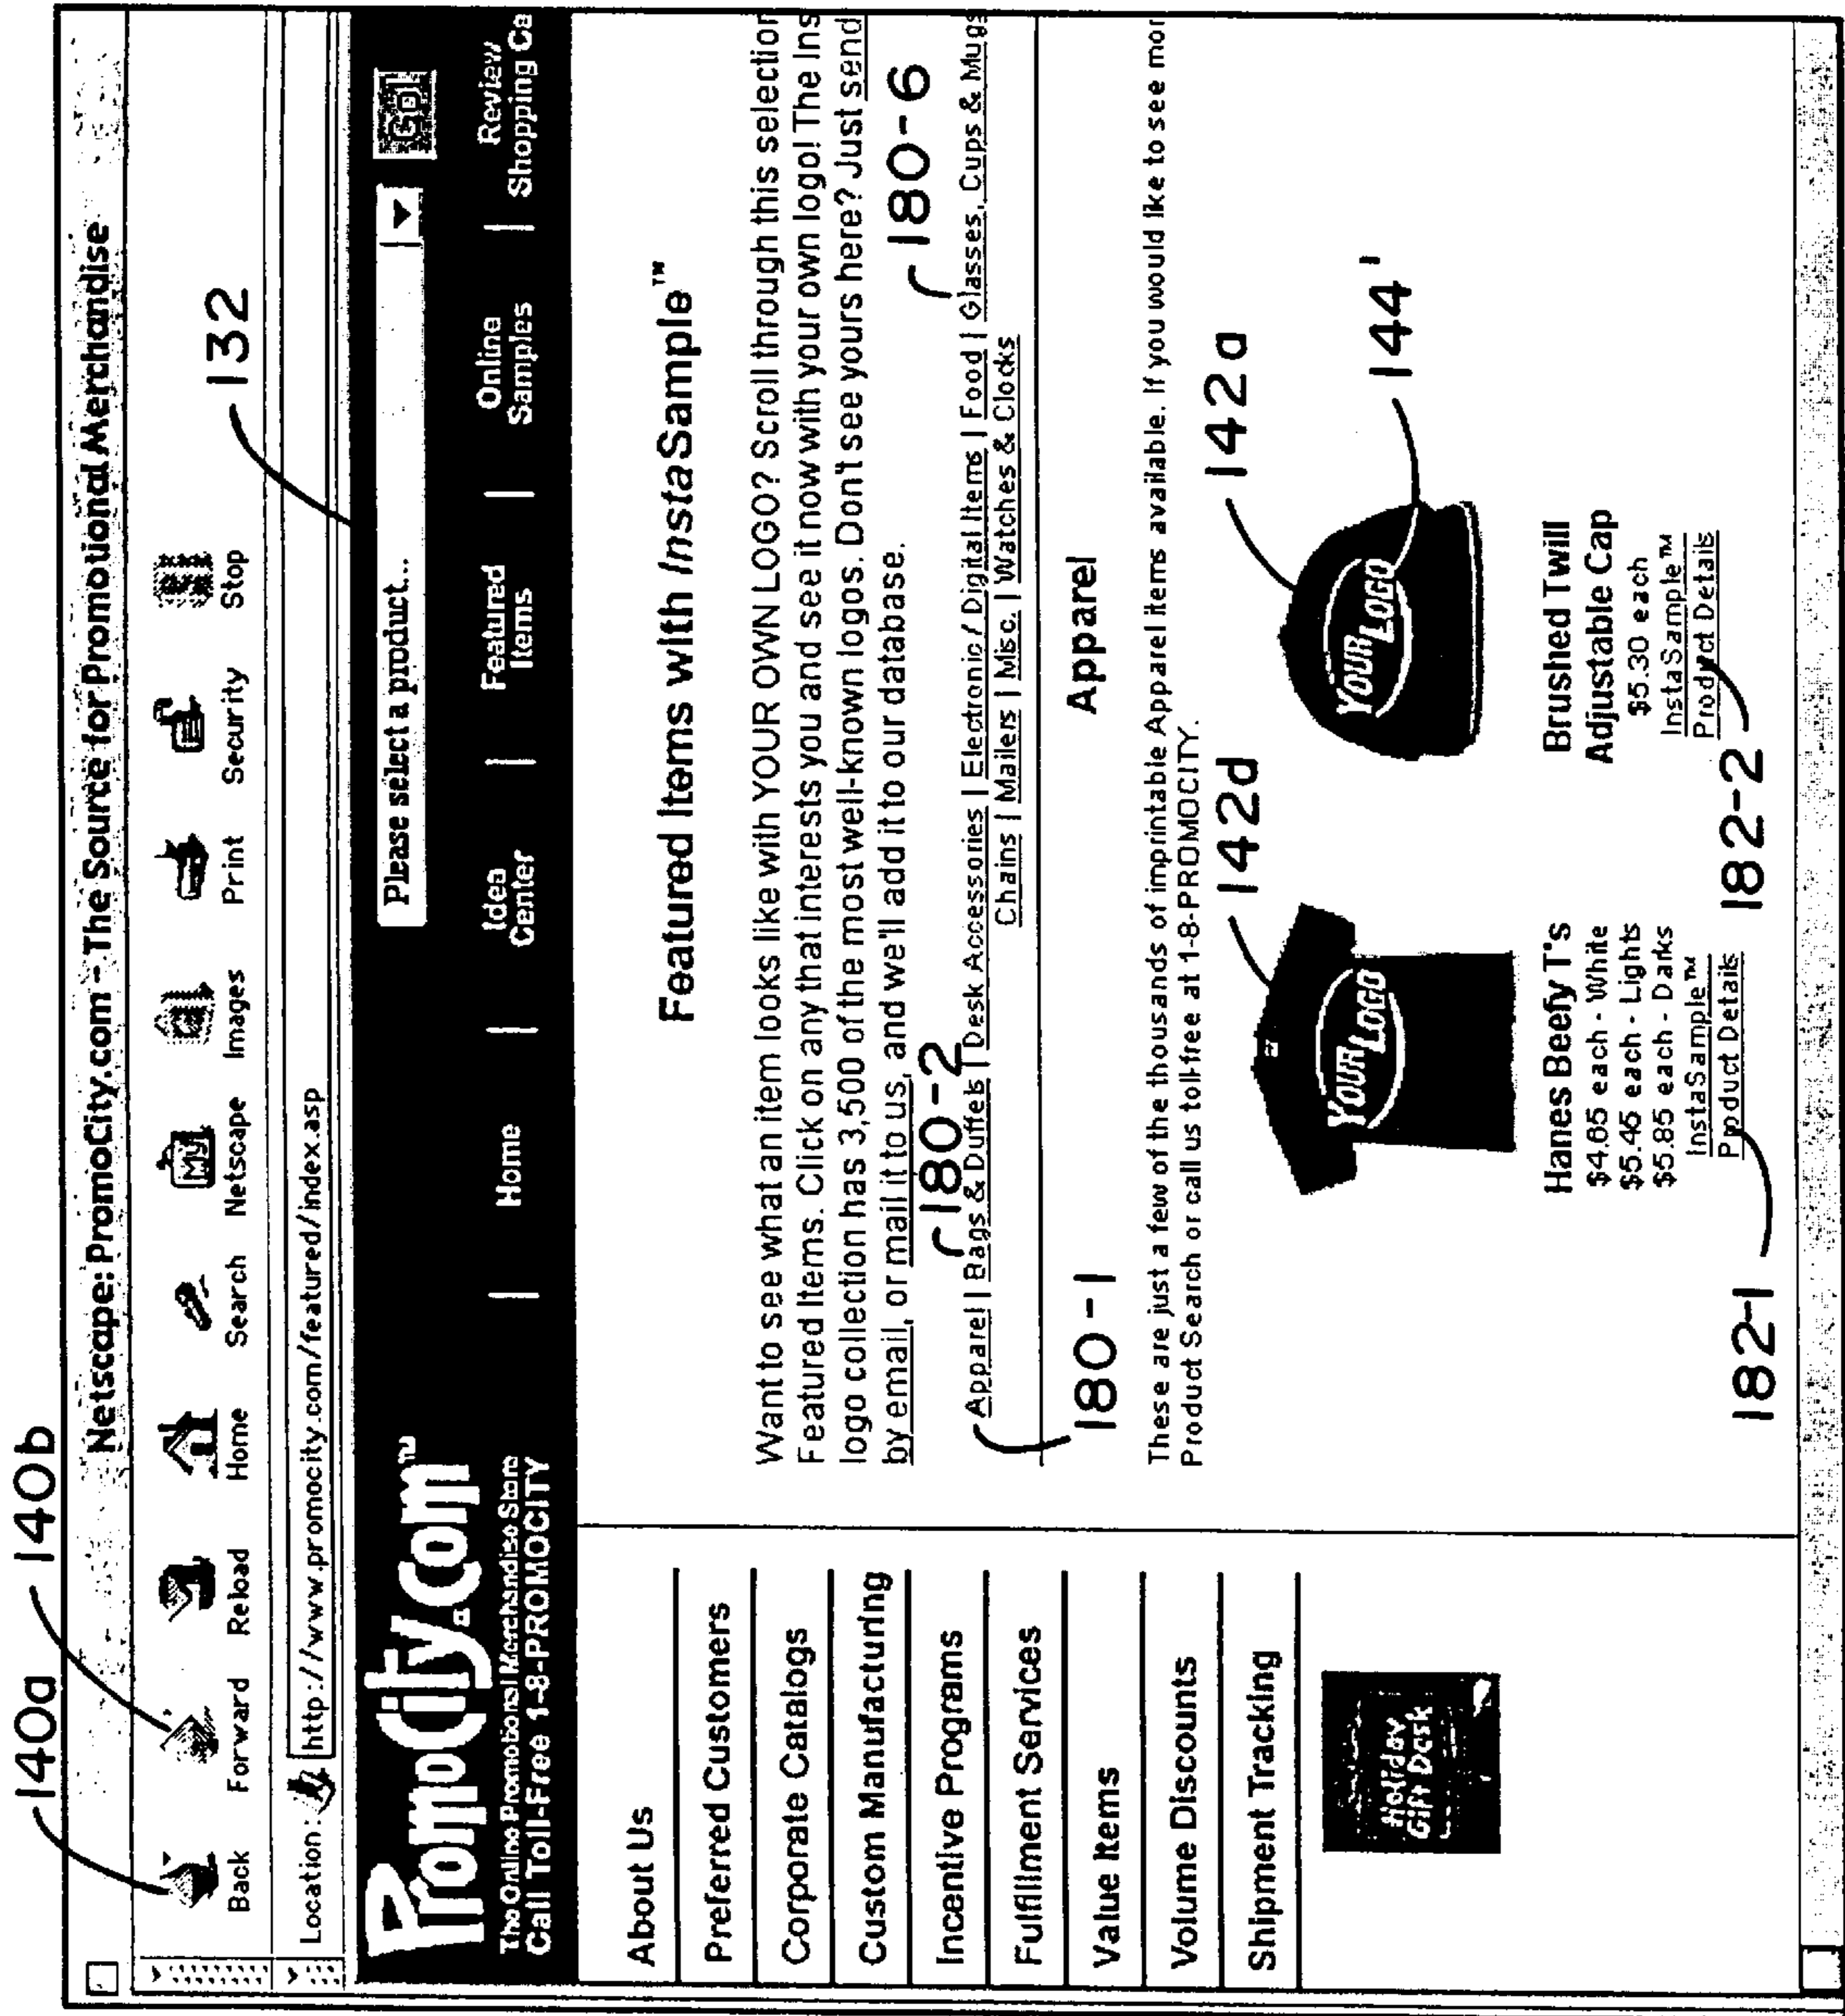 140a
140b
Netscape: PromoCity.com - The Source for Promotional Merchandise
132
Back Forward Reload Home Search Netscape Images Print Security Stop
My
Location: http://www.promocity.com/featured/index.asp
PromoCity.com™
The Online Promotional Merchandise Store
Call Toll-Free 1-8-PROMOCITY
Please select a product... GO
| Home | Idea Center | Featured Items | Online Samples | Review Shopping Ca
About Us
Preferred Customers
Corporate Catalogs
Custom Manufacturing
Incentive Programs
Fulfillment Services
Value Items
Volume Discounts
Shipment Tracking
Holiday
Gift Desk
Featured Items with InstaSample™
Want to see what an item looks like with YOUR OWN LOGO? Scroll through this selection
Featured Items. Click on any that interests you and see it now with your own logo! The Ins
logo collection has 3,500 of the most well-known logos. Don't see yours here? Just send
by email, or mail it to us, and we'll add it to our database.
180-2
180-6
Apparel | Bags & Duffels | Desk Accessories | Electronic / Digital Items | Food | Glasses, Cups & Mugs
Chains | Mailers | Misc. | Watches & Clocks
180-1
Apparel
These are just a few of the thousands of imprintable Apparel items available. If you would like to see mor
Product Search or call us toll-free at 1-8-PROMOCITY.
142d
142a
YOUR LOGO
YOUR LOGO
144'
Hanes Beefy T's
$4.65 each - White
$5.45 each - Lights
$5.85 each - Darks
InstaSample™
Product Details
Brushed Twill
Adjustable Cap
$5.30 each
InstaSample™
Product Details
182-1
182-2